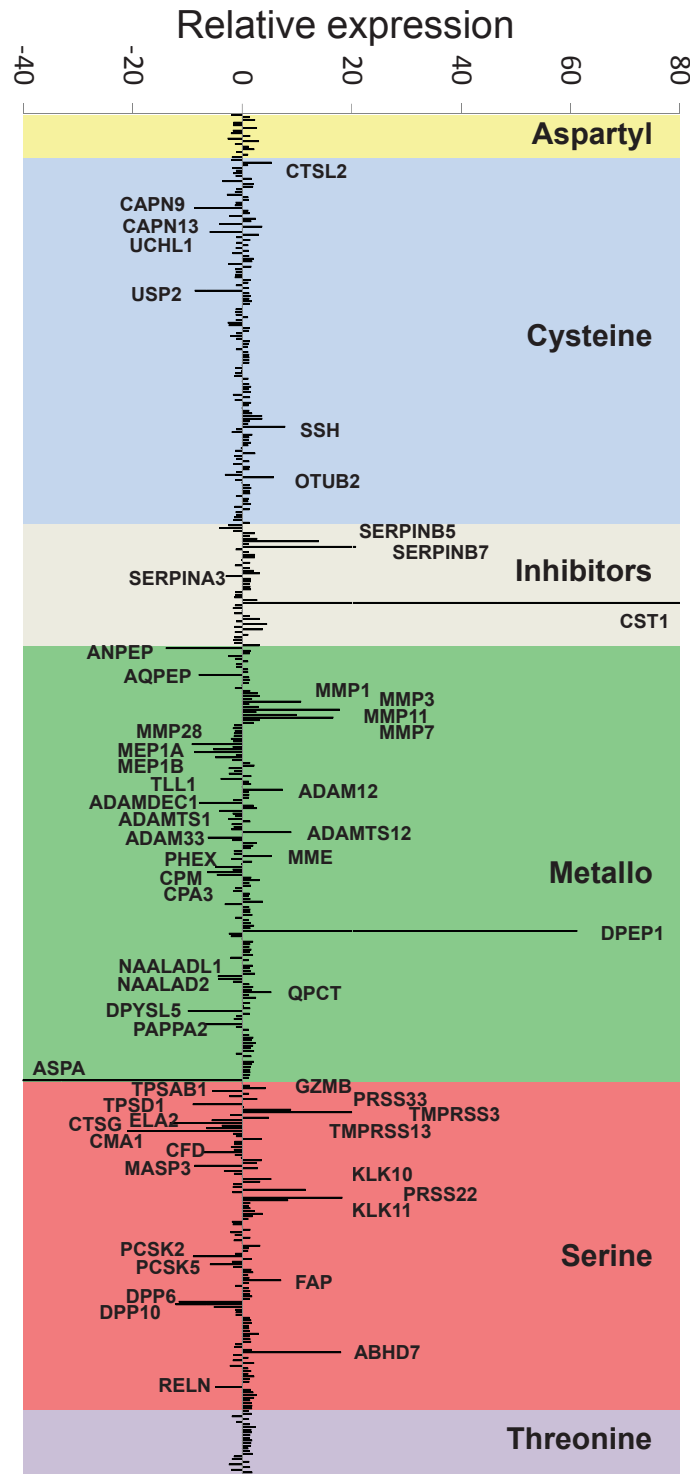 Relative expression
-40 -20 0 20 40 60 80
Aspartyl
CTSL2
CAPN9
CAPN13
UCHL1
USP2
Cysteine
SSH
OTUB2
SERPINB5
SERPINB7
Inhibitors
SERPINA3
CST1
ANPEP
AQPEP
MMP1
MMP3
MMP11
MMP28
MMP7
MEP1A
MEP1B
TLL1
ADAM12
ADAMDEC1
ADAMTS1
ADAMTS12
ADAM33
MME
PHEX
Metallo
CPM
CPA3
DPEP1
NAALADL1
NAALAD2
QPCT
DPYSL5
PAPPA2
ASPA
GZMB
TPSAB1
PRSS33
TPSD1
TMPRSS3
ELA2
CTSG
TMPRSS13
CMA1
CFD
MASP3
KLK10
PRSS22
KLK11
PCSK2
Serine
PCSK5
FAP
DPP6
DPP10
ABHD7
RELN
Threonine